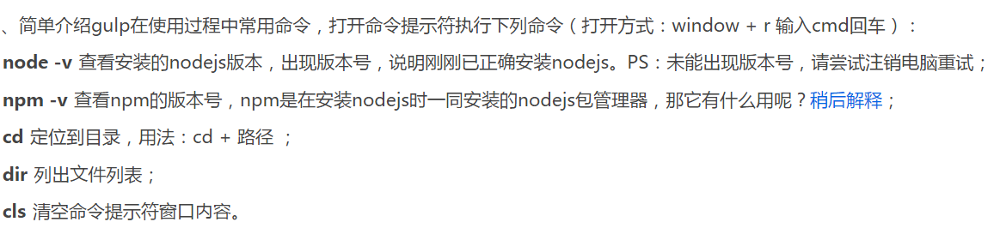 、简单介绍gulp在使用过程中常用命令，打开命令提示符执行下列命令（打开方式：window + r 输入cmd回车）：
node -v 查看安装的nodejs版本，出现版本号，说明刚刚已正确安装nodejs。PS：未能出现版本号，请尝试注销电脑重试；
npm -v 查看npm的版本号，npm是在安装nodejs时一同安装的nodejs包管理器，那它有什么用呢？稍后解释；
cd 定位到目录，用法：cd + 路径 ；
dir 列出文件列表；
cls 清空命令提示符窗口内容。